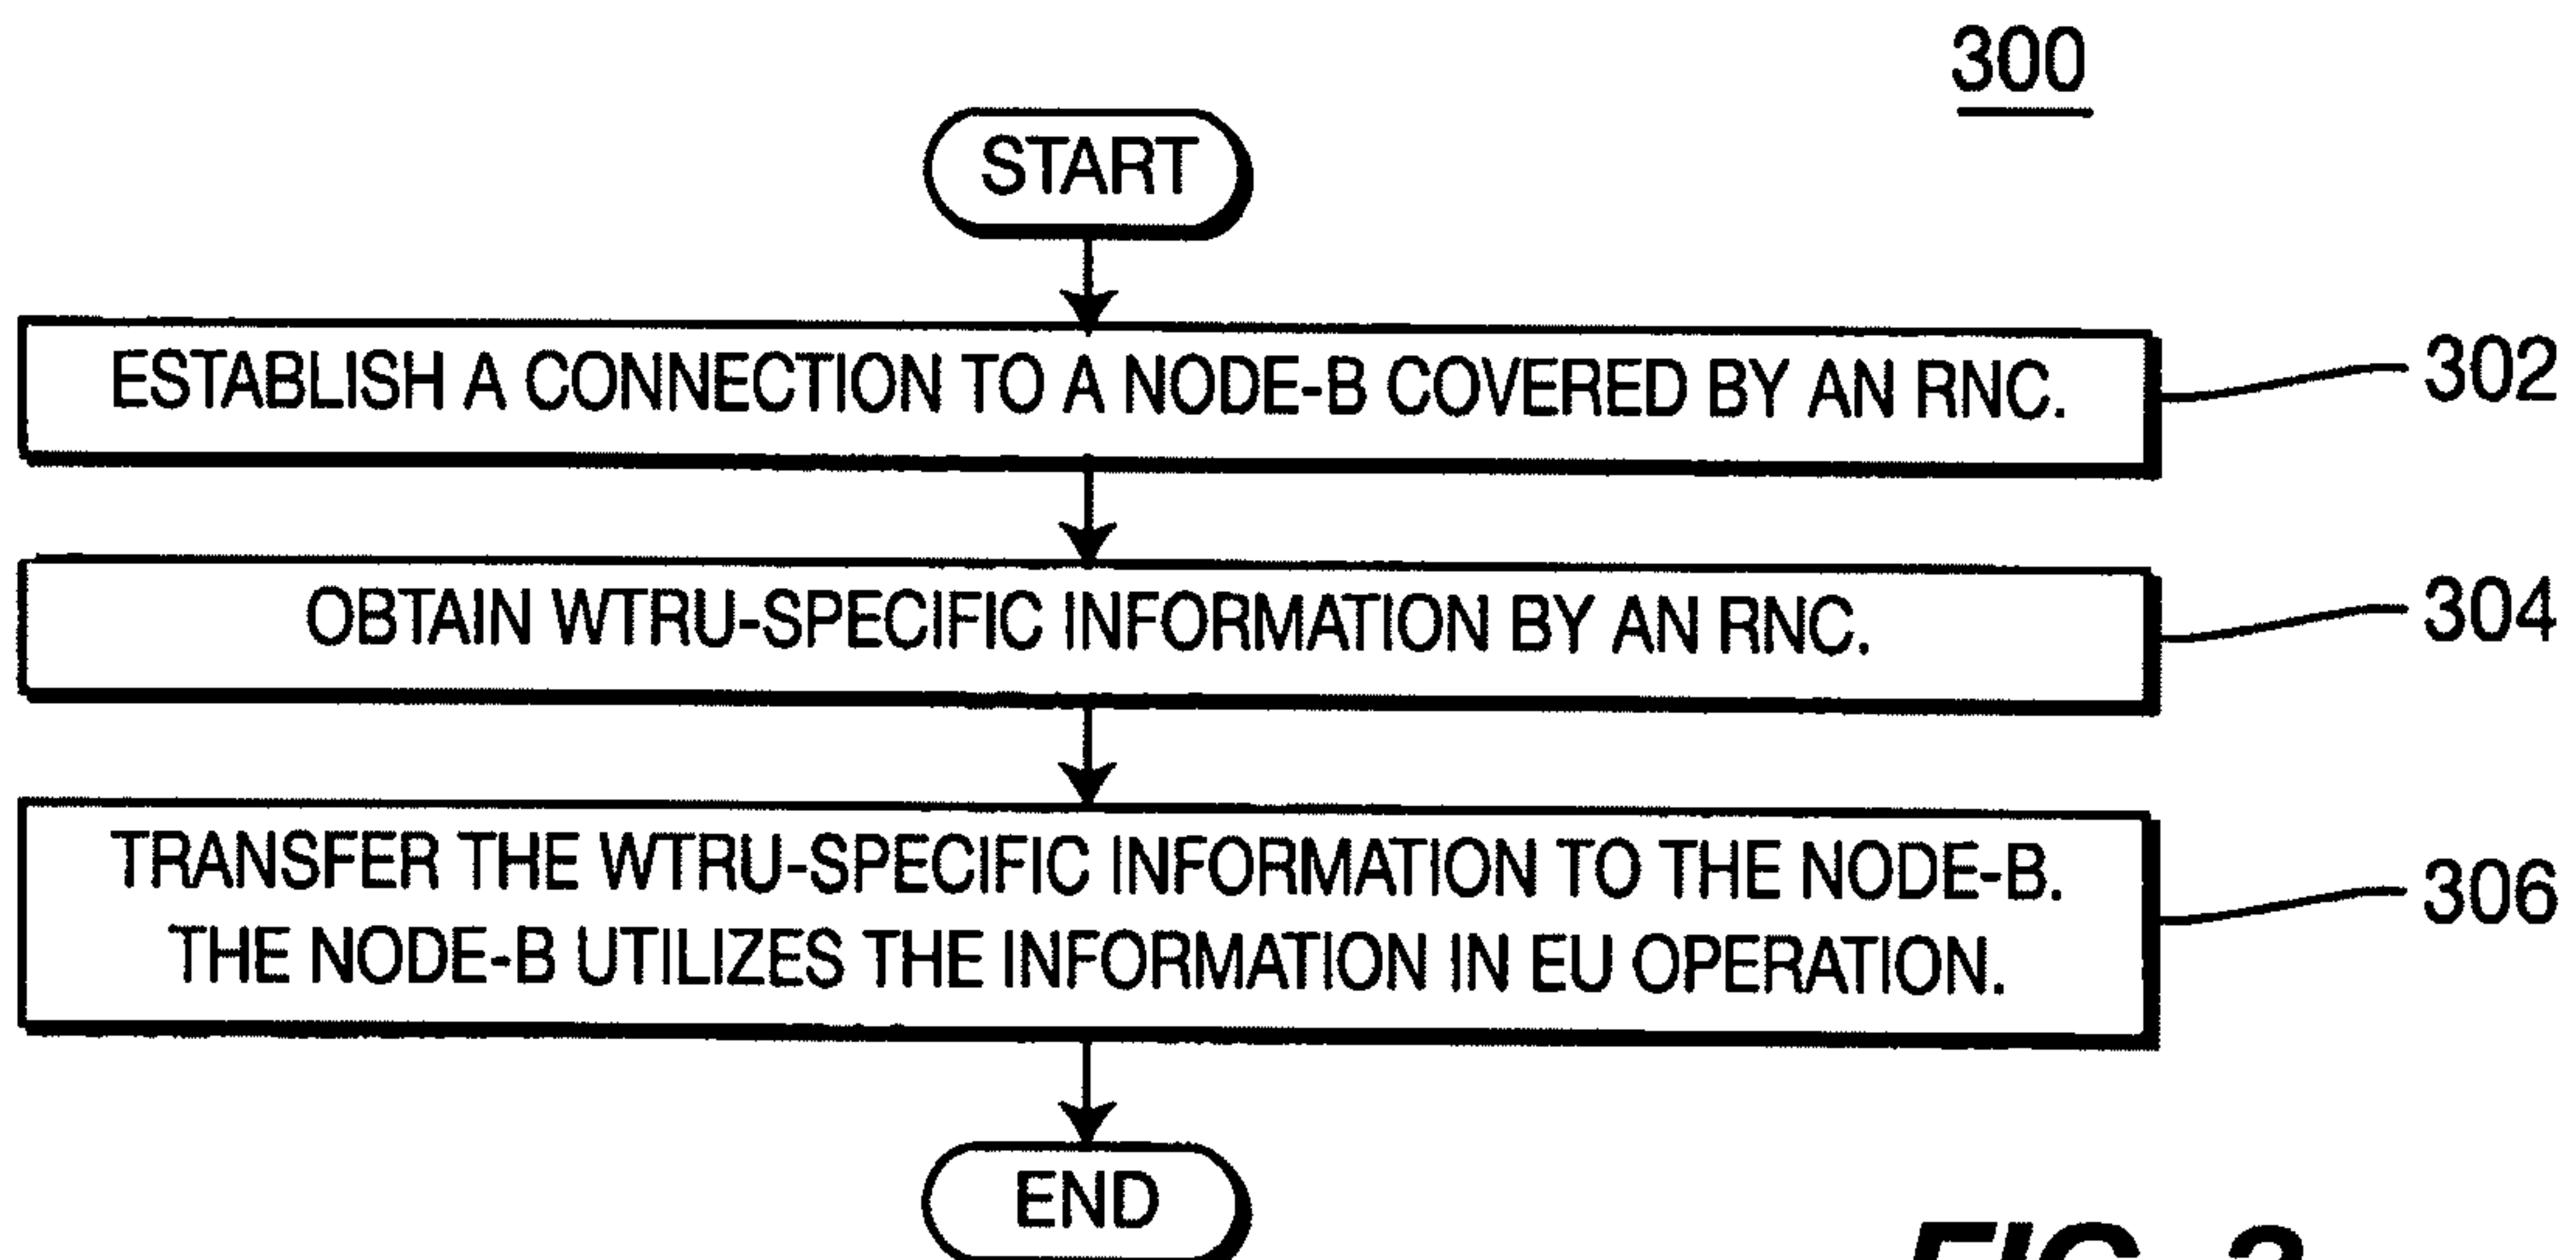 300
START
ESTABLISH A CONNECTION TO A NODE-B COVERED BY AN RNC.
302
OBTAIN WTRU-SPECIFIC INFORMATION BY AN RNC.
304
TRANSFER THE WTRU-SPECIFIC INFORMATION TO THE NODE-B.
THE NODE-B UTILIZES THE INFORMATION IN EU OPERATION.
306
END